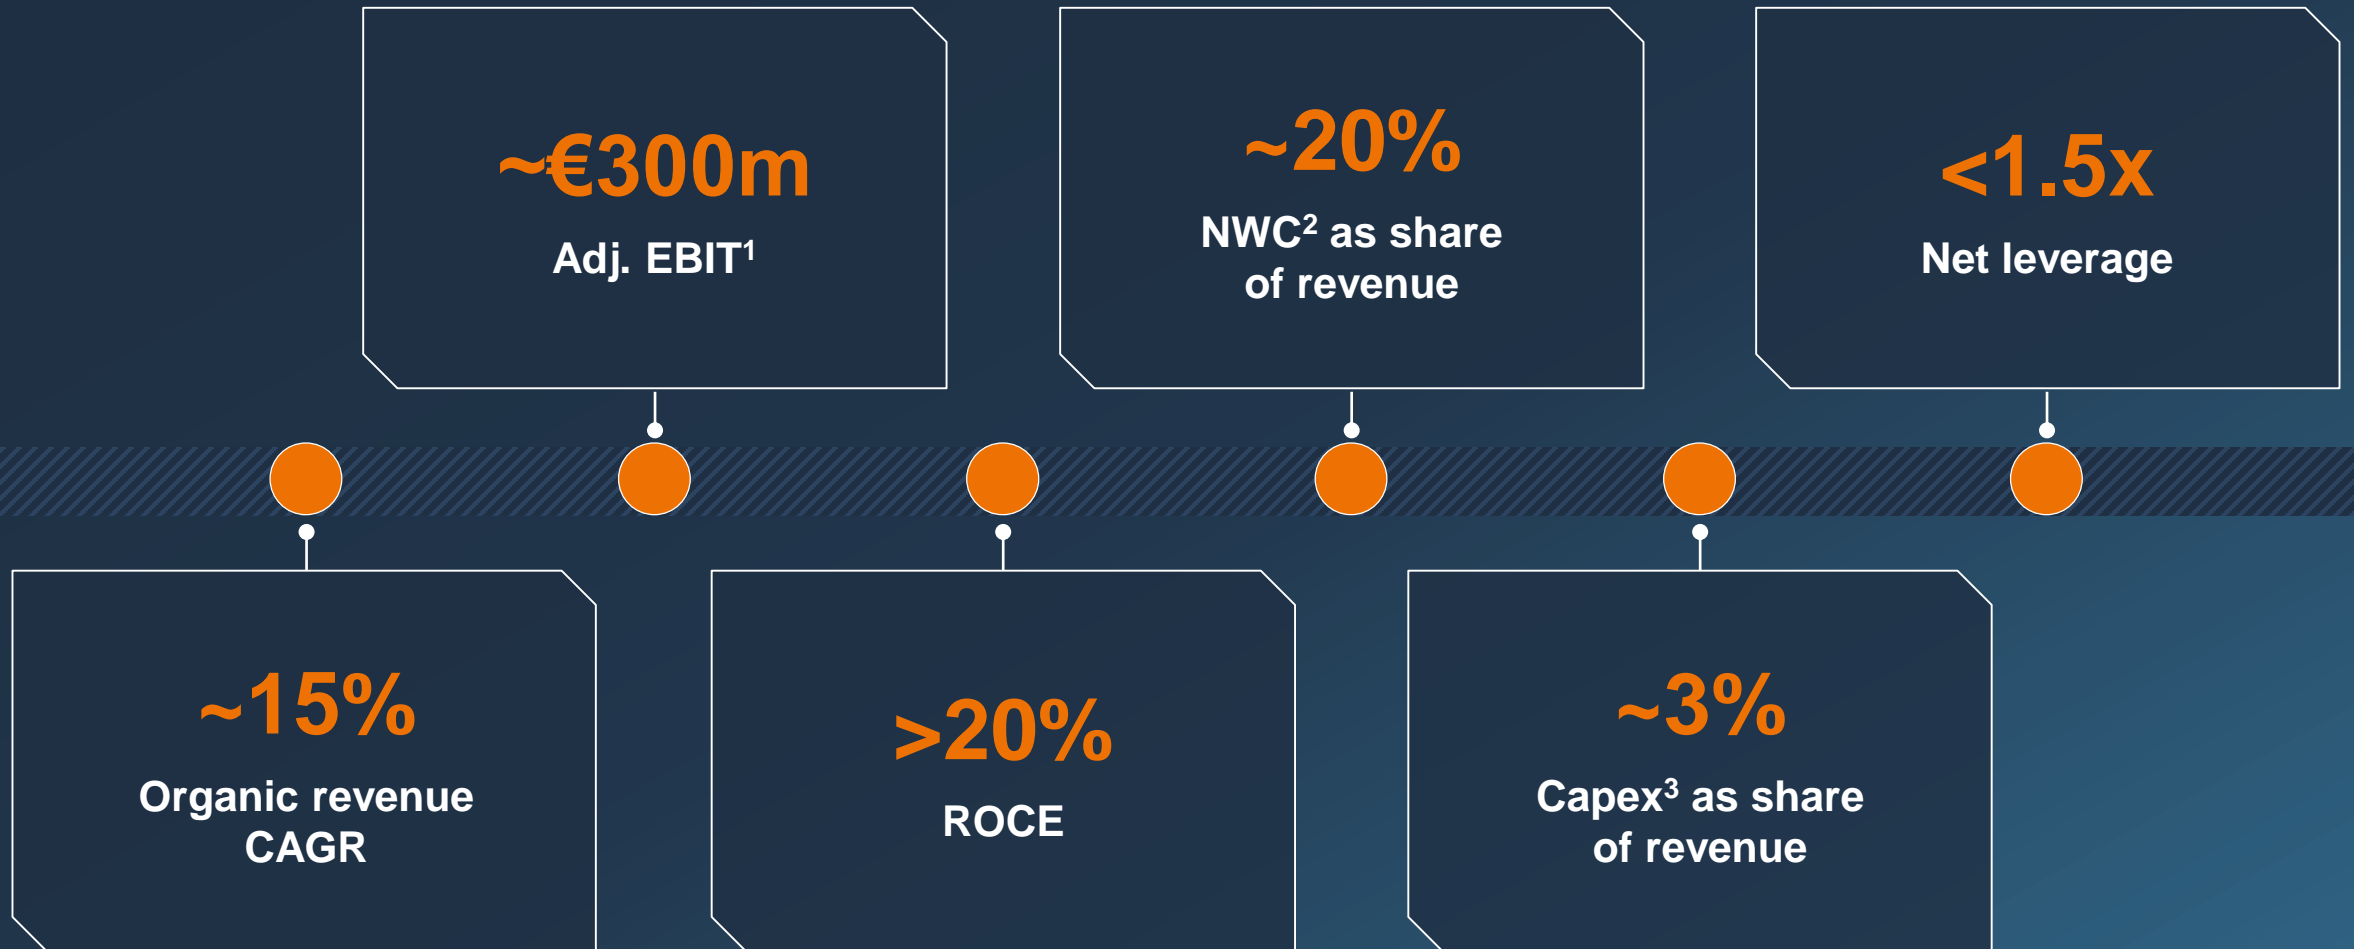 ~€300m
Adj. EBIT¹
~20%
NWC² as share
of revenue
<1.5x
Net leverage
~15%
Organic revenue
CAGR
>20%
ROCE
~3%
Capex³ as share
of revenue